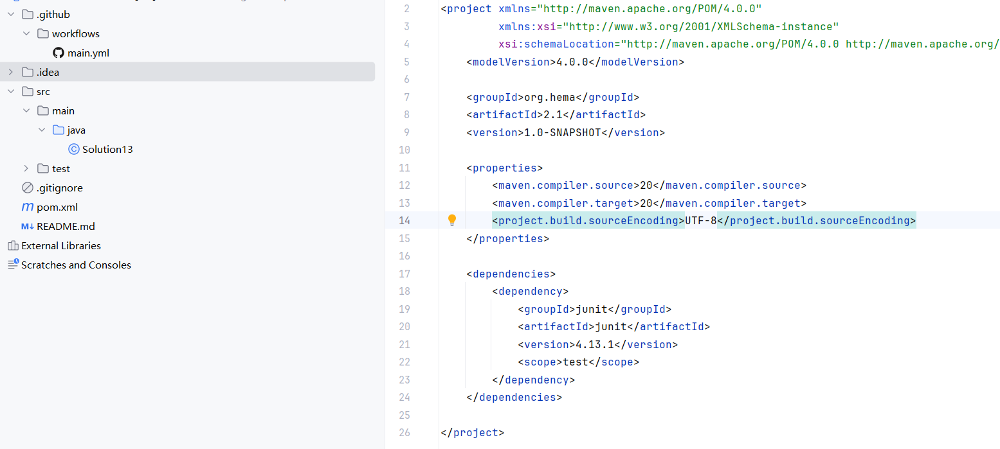 .github
workflows
main.yml
.idea
src
main
java
Solution13
test
.gitignore
pom.xml
README.md
External Libraries
Scratches and Consoles
2 <project xmlns="http://maven.apache.org/POM/4.0.0"
3 xmlns:xsi="http://www.w3.org/2001/XMLSchema-instance"
4 xsi:schemaLocation="http://maven.apache.org/POM/4.0.0 http://maven.apache.org/
5 <modelVersion>4.0.0</modelVersion>
6
7 <groupId>org.hema</groupId>
8 <artifactId>2.1</artifactId>
9 <version>1.0-SNAPSHOT</version>
10
11 <properties>
12 <maven.compiler.source>20</maven.compiler.source>
13 <maven.compiler.target>20</maven.compiler.target>
14 <project.build.sourceEncoding>UTF-8</project.build.sourceEncoding>
15 </properties>
16
17 <dependencies>
18 <dependency>
19 <groupId>junit</groupId>
20 <artifactId>junit</artifactId>
21 <version>4.13.1</version>
22 <scope>test</scope>
23 </dependency>
24 </dependencies>
25
26 </project>